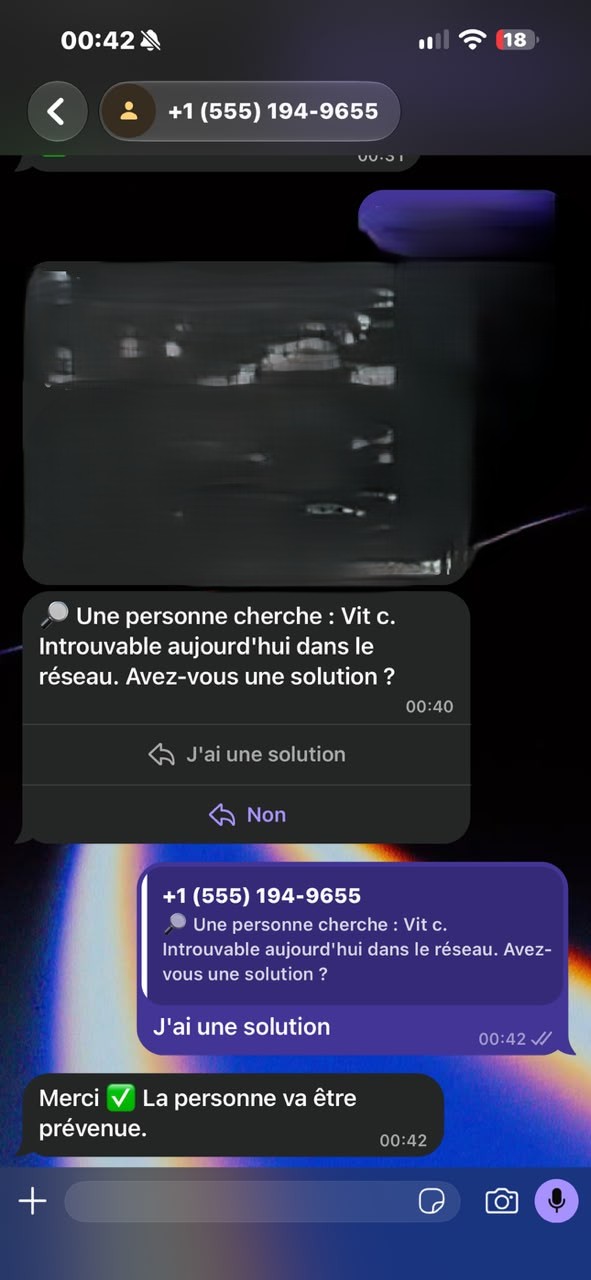 00:42
18
+1 (555) 194-9655
🔎 Une personne cherche : Vit c.
Introuvable aujourd'hui dans le
réseau. Avez-vous une solution ?
00:40
J'ai une solution
Non
+1 (555) 194-9655
🔎 Une personne cherche : Vit c.
Introuvable aujourd'hui dans le réseau. Avez-
vous une solution ?
J'ai une solution
00:42
Merci ✅ La personne va être
prévenue.
00:42